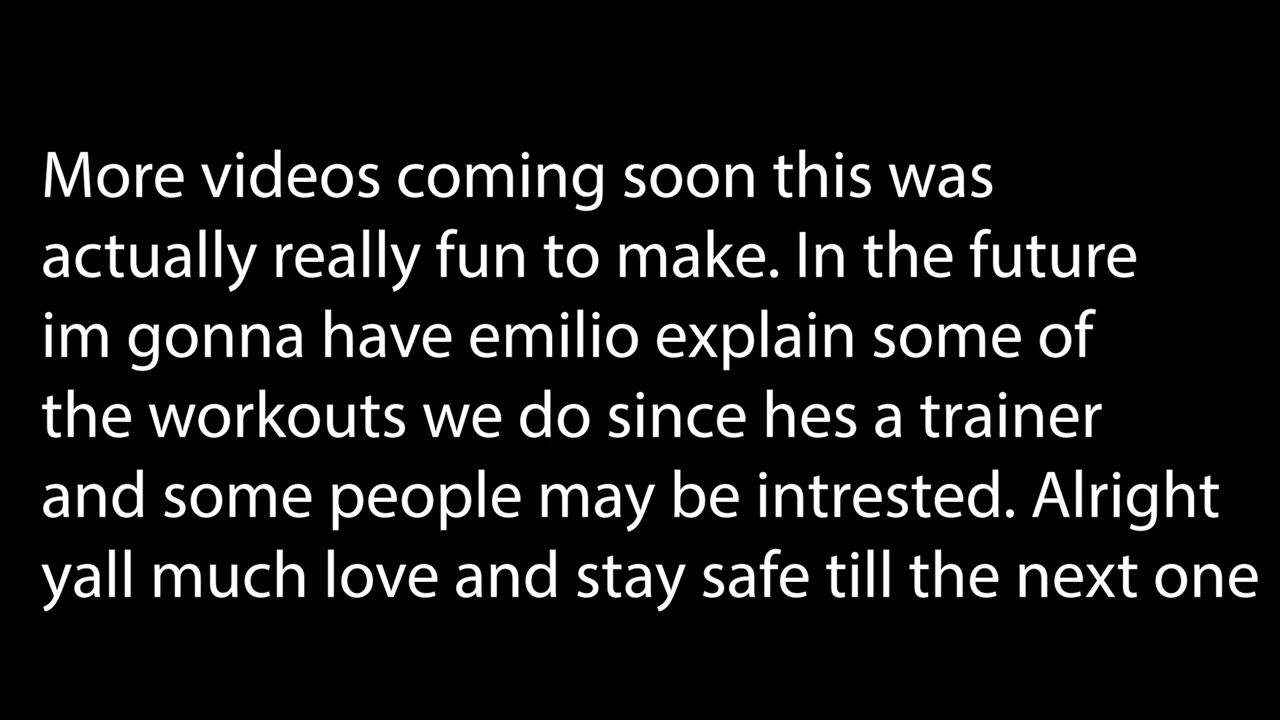 More videos coming soon this was
actually really fun to make. In the future
im gonna have emilio explain some of
the workouts we do since hes a trainer
and some people may be intrested. Alright
yall much love and stay safe till the next one